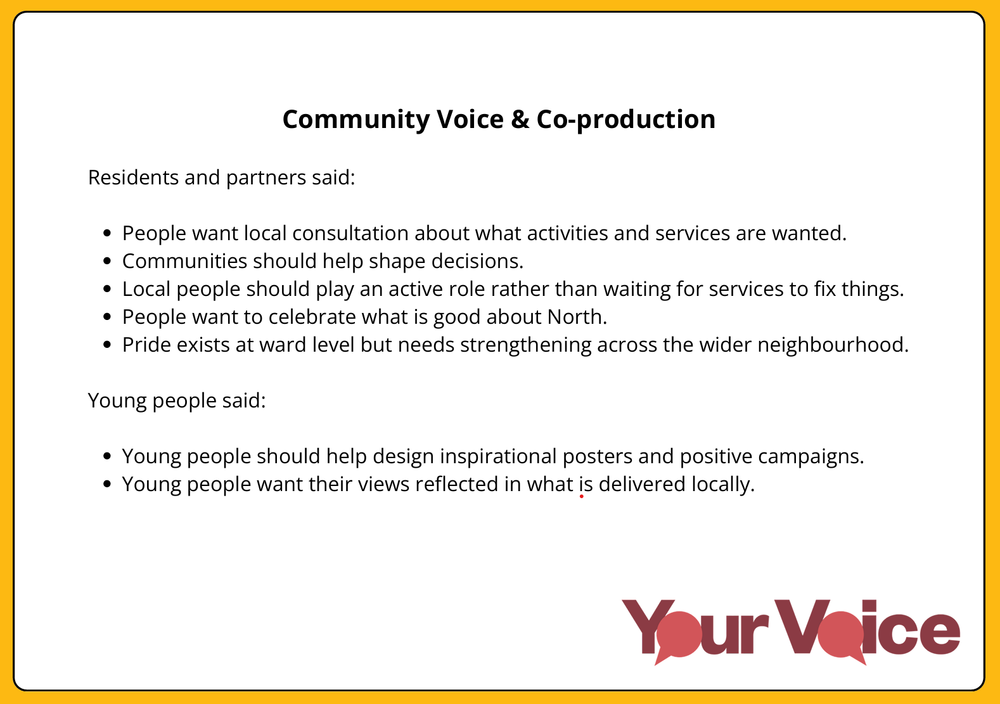 Community Voice & Co-production
Residents and partners said:
• People want local consultation about what activities and services are wanted.
• Communities should help shape decisions.
• Local people should play an active role rather than waiting for services to fix things.
• People want to celebrate what is good about North.
• Pride exists at ward level but needs strengthening across the wider neighbourhood.
Young people said:
• Young people should help design inspirational posters and positive campaigns.
• Young people want their views reflected in what is delivered locally.
Your Voice